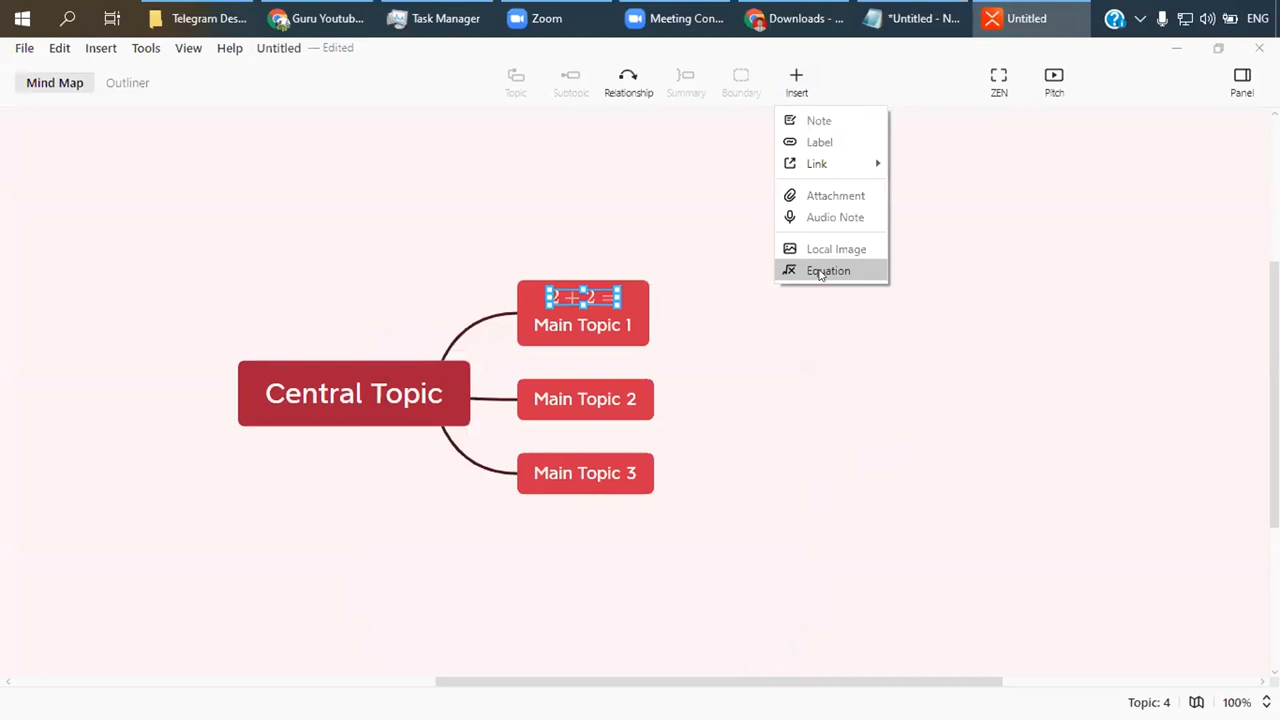 Telegram Des...
Guru Youtub...
Task Manager
Zoom
Meeting Con...
Downloads - ...
*Untitled - N...
Untitled
ENG
File
Edit
Insert
Tools
View
Help
Untitled
— Edited
Mind Map
Outliner
Topic
Subtopic
Relationship
Summary
Boundary
Insert
ZEN
Pitch
Panel
Note
Label
Link
Attachment
Audio Note
Local Image
Equation
2 + 2 =
Main Topic 1
Central Topic
Main Topic 2
Main Topic 3
Topic: 4
100%